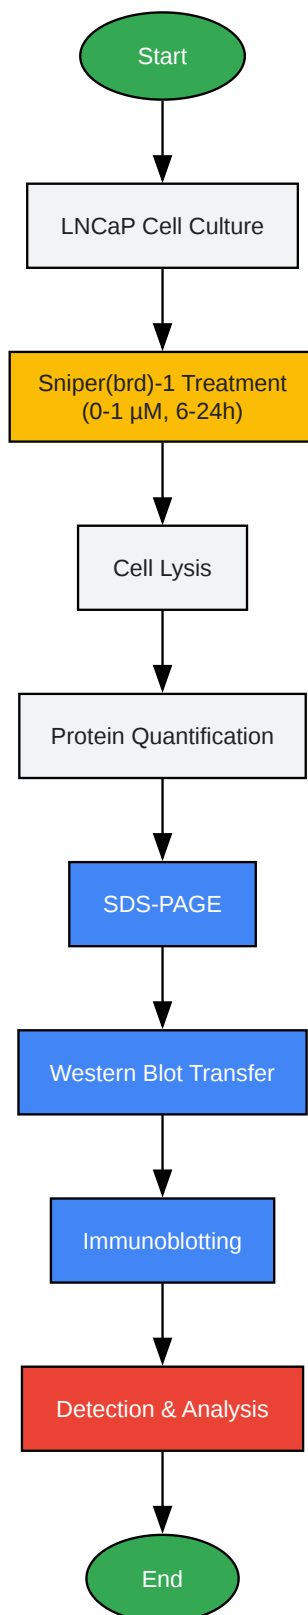 Start
LNCaP Cell Culture
Sniper(brd)-1 Treatment
(0-1 µM, 6-24h)
Cell Lysis
Protein Quantification
SDS-PAGE
Western Blot Transfer
Immunoblotting
Detection & Analysis
End